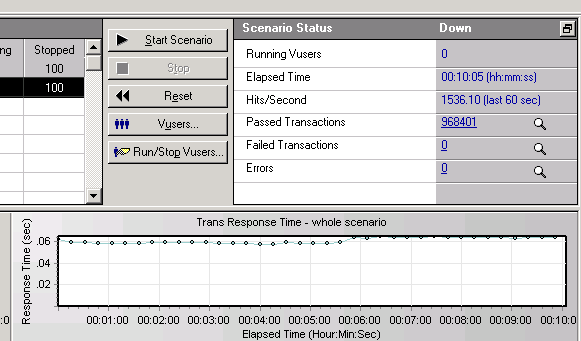 ng Stopped
100
100
Start Scenario
Stop
Reset
Vusers...
Run/Stop Vusers...
Scenario Status Down
Running Vusers 0
Elapsed Time 00:10:05 (hh:mm:ss)
Hits/Second 1536.10 (last 60 sec)
Passed Transactions 968401
Failed Transactions 0
Errors 0
Trans Response Time - whole scenario
Response Time (sec)
.06
.04
.02
:0 00:01:00 00:02:00 00:03:00 00:04:00 00:05:00 00:06:00 00:07:00 00:08:00 00:09:00 00:10:0
Elapsed Time (Hour:Min:Sec)